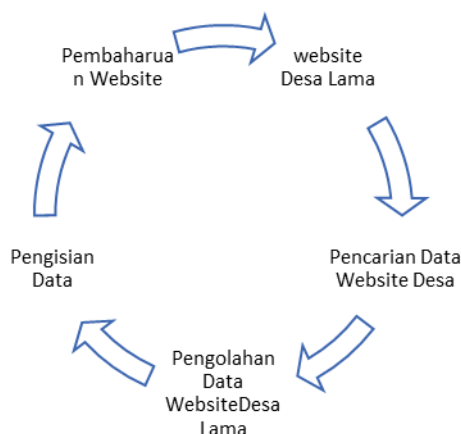 Pembaharua
n Website
website
Desa Lama
Pencarian Data
Website Desa
Pengolahan
Data
WebsiteDesa
Lama
Pengisian
Data